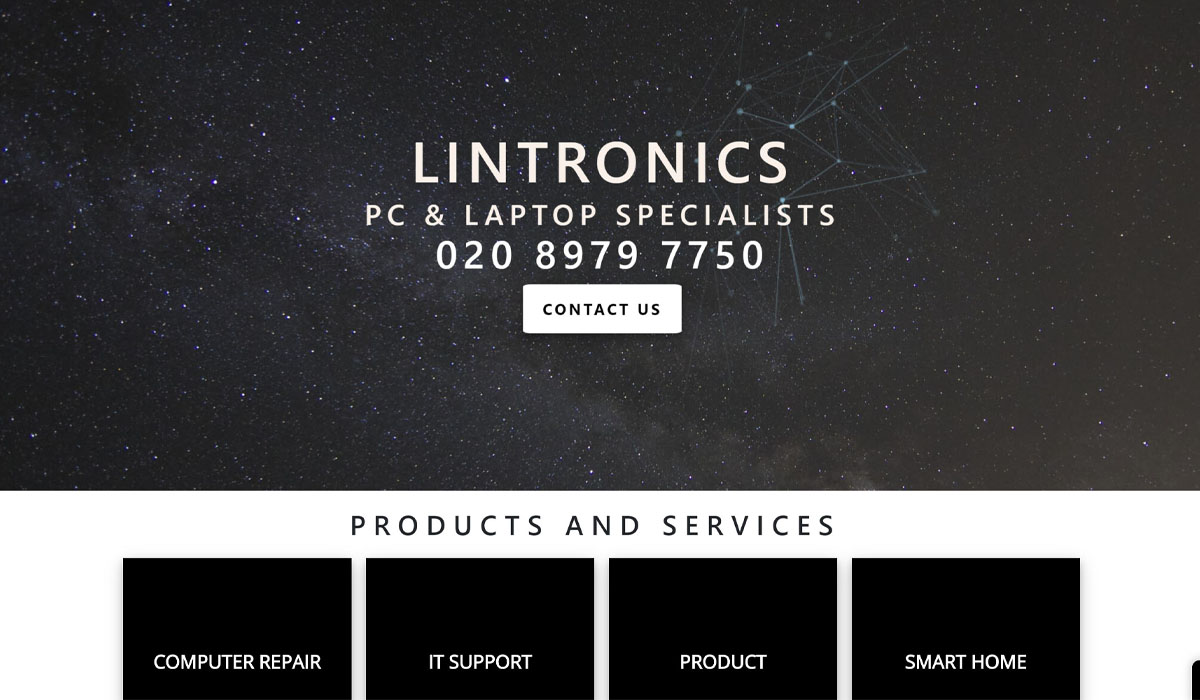 LINTRONICS
PC & LAPTOP SPECIALISTS
020 8979 7750
CONTACT US
PRODUCTS AND SERVICES
COMPUTER REPAIR
IT SUPPORT
PRODUCT
SMART HOME